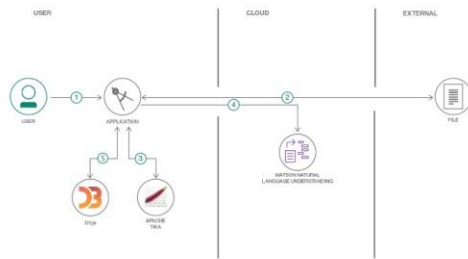 USER
CLOUD
EXTERNAL
1
2
4
USER
APPLICATION
FILE
5
3
WATSON NATURAL
LANGUAGE UNDERSTANDING
D3.js
APACHE
TIKA